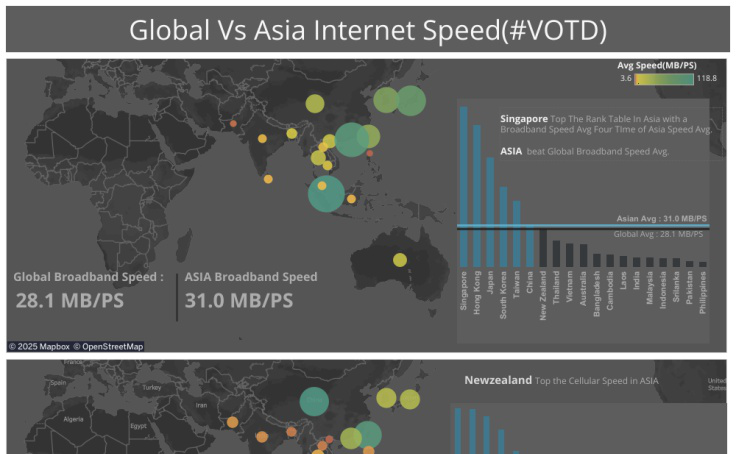 Global Vs Asia Internet Speed(#VOTD)
Avg Speed(MB/PS)
3.6
118.8
Singapore Top The Rank Table In Asia with a
Broadband Speed Avg Four Time of Asia Speed Avg.
ASIA beat Global Broadband Speed Avg.
Asian Avg : 31.0 MB/PS
Global Avg : 28.1 MB/PS
Global Broadband Speed :
28.1 MB/PS
ASIA Broadband Speed
31.0 MB/PS
Singapore
Hong Kong
Japan
South Korea
Taiwan
China
New Zealand
Thailand
Vietnam
Australia
Bangladesh
Cambodia
Laos
India
Malaysia
Indonesia
Srilanka
Pakistan
Philippines
© 2025 Mapbox © OpenStreetMap
France
Spain
Turkey
Iran
Algeria
Egypt
Newzealand Top the Cellular Speed in ASIA
United
States